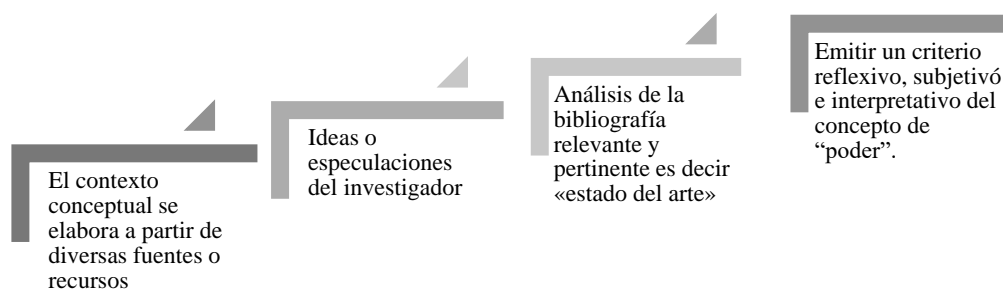 El contexto
conceptual se
elabora a partir de
diversas fuentes o
recursos
Ideas o
especulaciones
del investigador
Análisis de la
bibliografía
relevante y
pertinente es decir
«estado del arte»
Emitir un criterio
reflexivo, subjetivó
e interpretativo del
concepto de
“poder”.